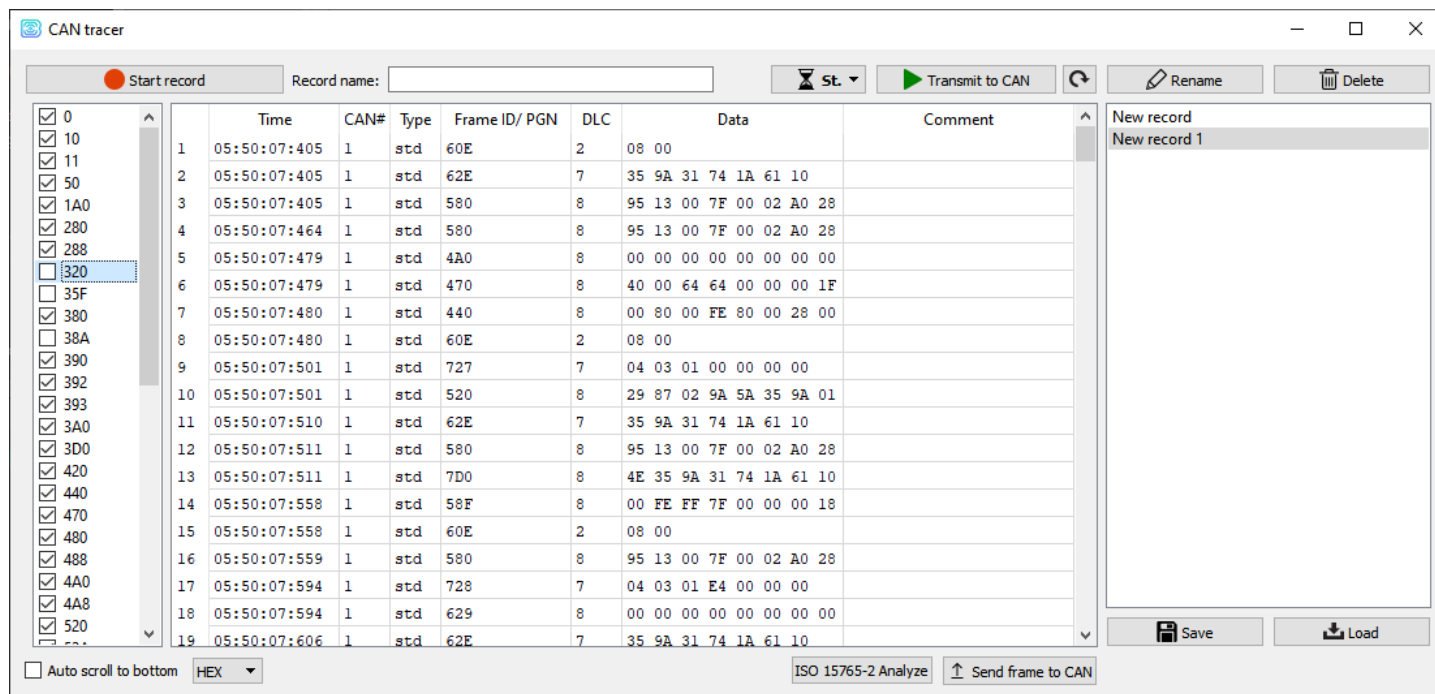 CAN tracer
Start record Record name: St. Transmit to CAN Rename Delete
0
10
11
50
1A0
280
288
320
35F
380
38A
390
392
393
3A0
3D0
420
440
470
480
488
4A0
4A8
520
Time CAN# Type Frame ID/ PGN DLC Data Comment
1 05:50:07:405 1 std 60E 2 08 00
2 05:50:07:405 1 std 62E 7 35 9A 31 74 1A 61 10
3 05:50:07:405 1 std 580 8 95 13 00 7F 00 02 A0 28
4 05:50:07:464 1 std 580 8 95 13 00 7F 00 02 A0 28
5 05:50:07:479 1 std 4A0 8 00 00 00 00 00 00 00 00
6 05:50:07:479 1 std 470 8 40 00 64 64 00 00 00 1F
7 05:50:07:480 1 std 440 8 00 80 00 FE 80 00 28 00
8 05:50:07:480 1 std 60E 2 08 00
9 05:50:07:501 1 std 727 7 04 03 01 00 00 00 00
10 05:50:07:501 1 std 520 8 29 87 02 9A 5A 35 9A 01
11 05:50:07:510 1 std 62E 7 35 9A 31 74 1A 61 10
12 05:50:07:511 1 std 580 8 95 13 00 7F 00 02 A0 28
13 05:50:07:511 1 std 7D0 8 4E 35 9A 31 74 1A 61 10
14 05:50:07:558 1 std 58F 8 00 FE FF 7F 00 00 00 18
15 05:50:07:558 1 std 60E 2 08 00
16 05:50:07:559 1 std 580 8 95 13 00 7F 00 02 A0 28
17 05:50:07:594 1 std 728 7 04 03 01 E4 00 00 00
18 05:50:07:594 1 std 629 8 00 00 00 00 00 00 00 00
19 05:50:07:606 1 std 62E 7 35 9A 31 74 1A 61 10
New record
New record 1
Save Load
Auto scroll to bottom HEX ISO 15765-2 Analyze Send frame to CAN